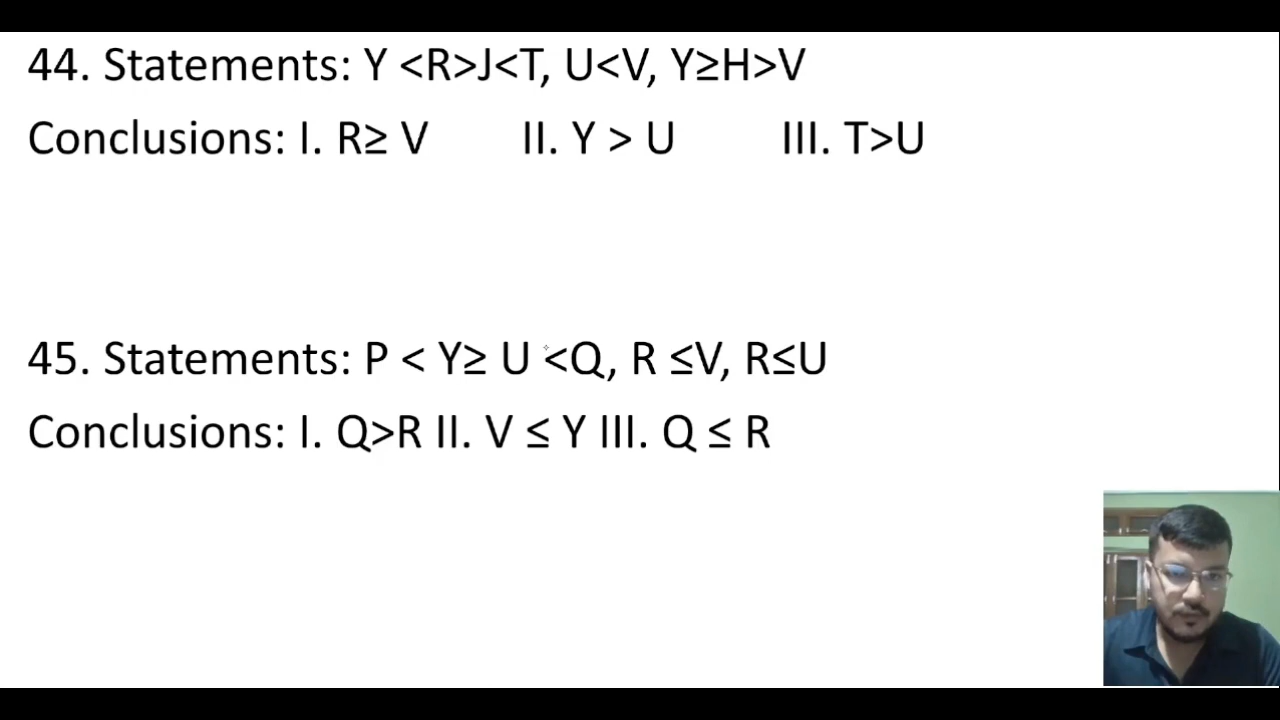 44. Statements: Y <R>J<T, U<V, Y≥H>V
Conclusions: I. R≥ V II. Y > U III. T>U
45. Statements: P < Y≥ U <Q, R ≤V, R≤U
Conclusions: I. Q>R II. V ≤ Y III. Q ≤ R